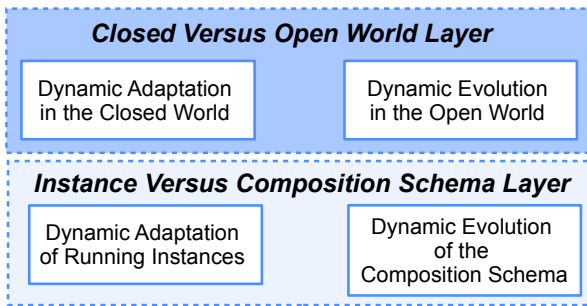 Closed Versus Open World Layer
Dynamic Adaptation
in the Closed World
Dynamic Evolution
in the Open World
Instance Versus Composition Schema Layer
Dynamic Adaptation
of Running Instances
Dynamic Evolution
of the
Composition Schema